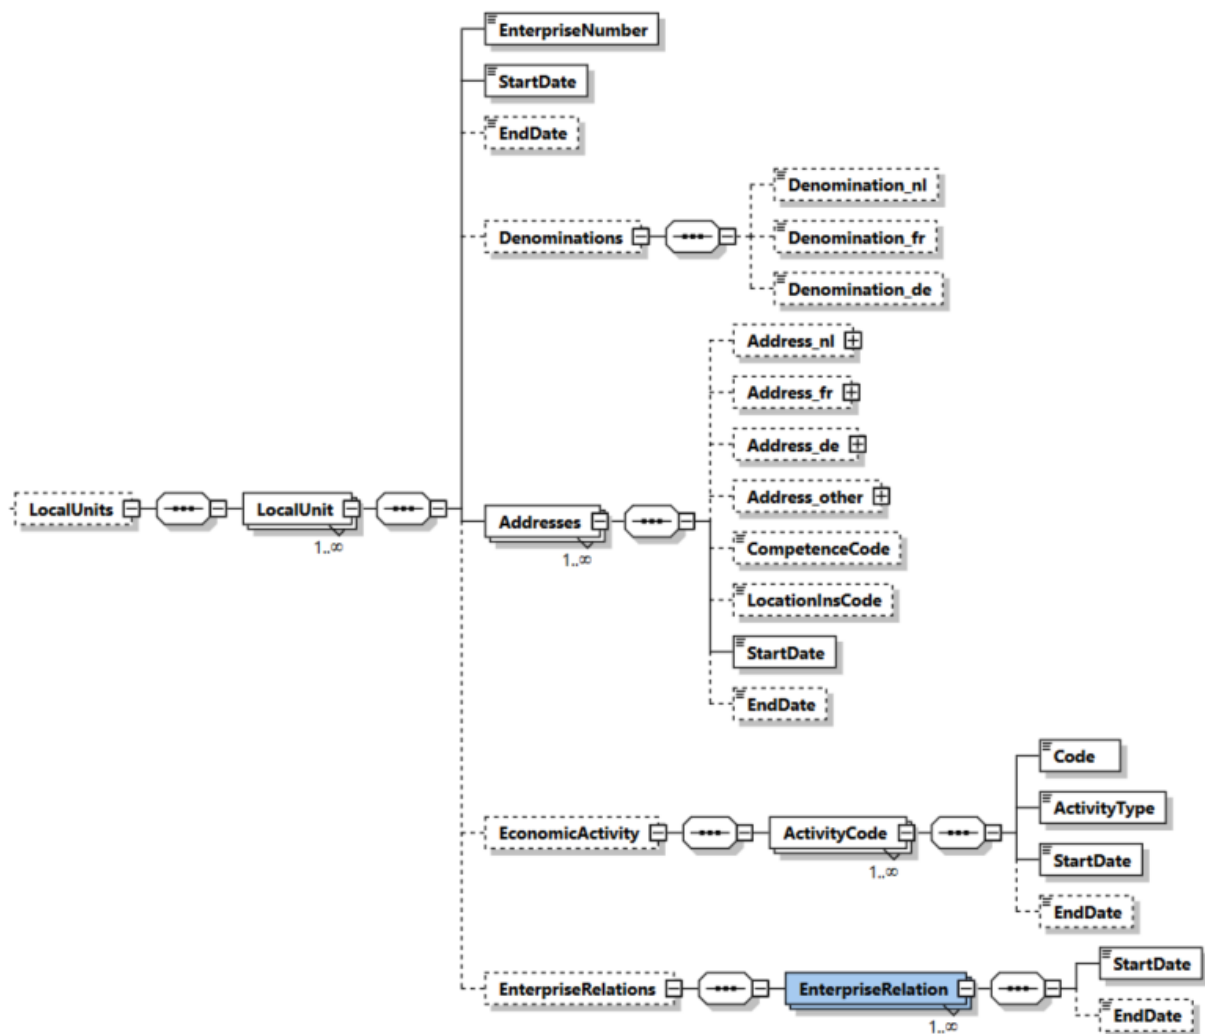 EnterpriseNumber
StartDate
EndDate
Denominations
Denomination_nl
Denomination_fr
Denomination_de
LocalUnits
LocalUnit
1..∞
Addresses
1..∞
Address_nl
Address_fr
Address_de
Address_other
CompetenceCode
LocationInsCode
StartDate
EndDate
EconomicActivity
ActivityCode
1..∞
Code
ActivityType
StartDate
EndDate
EnterpriseRelations
EnterpriseRelation
1..∞
StartDate
EndDate